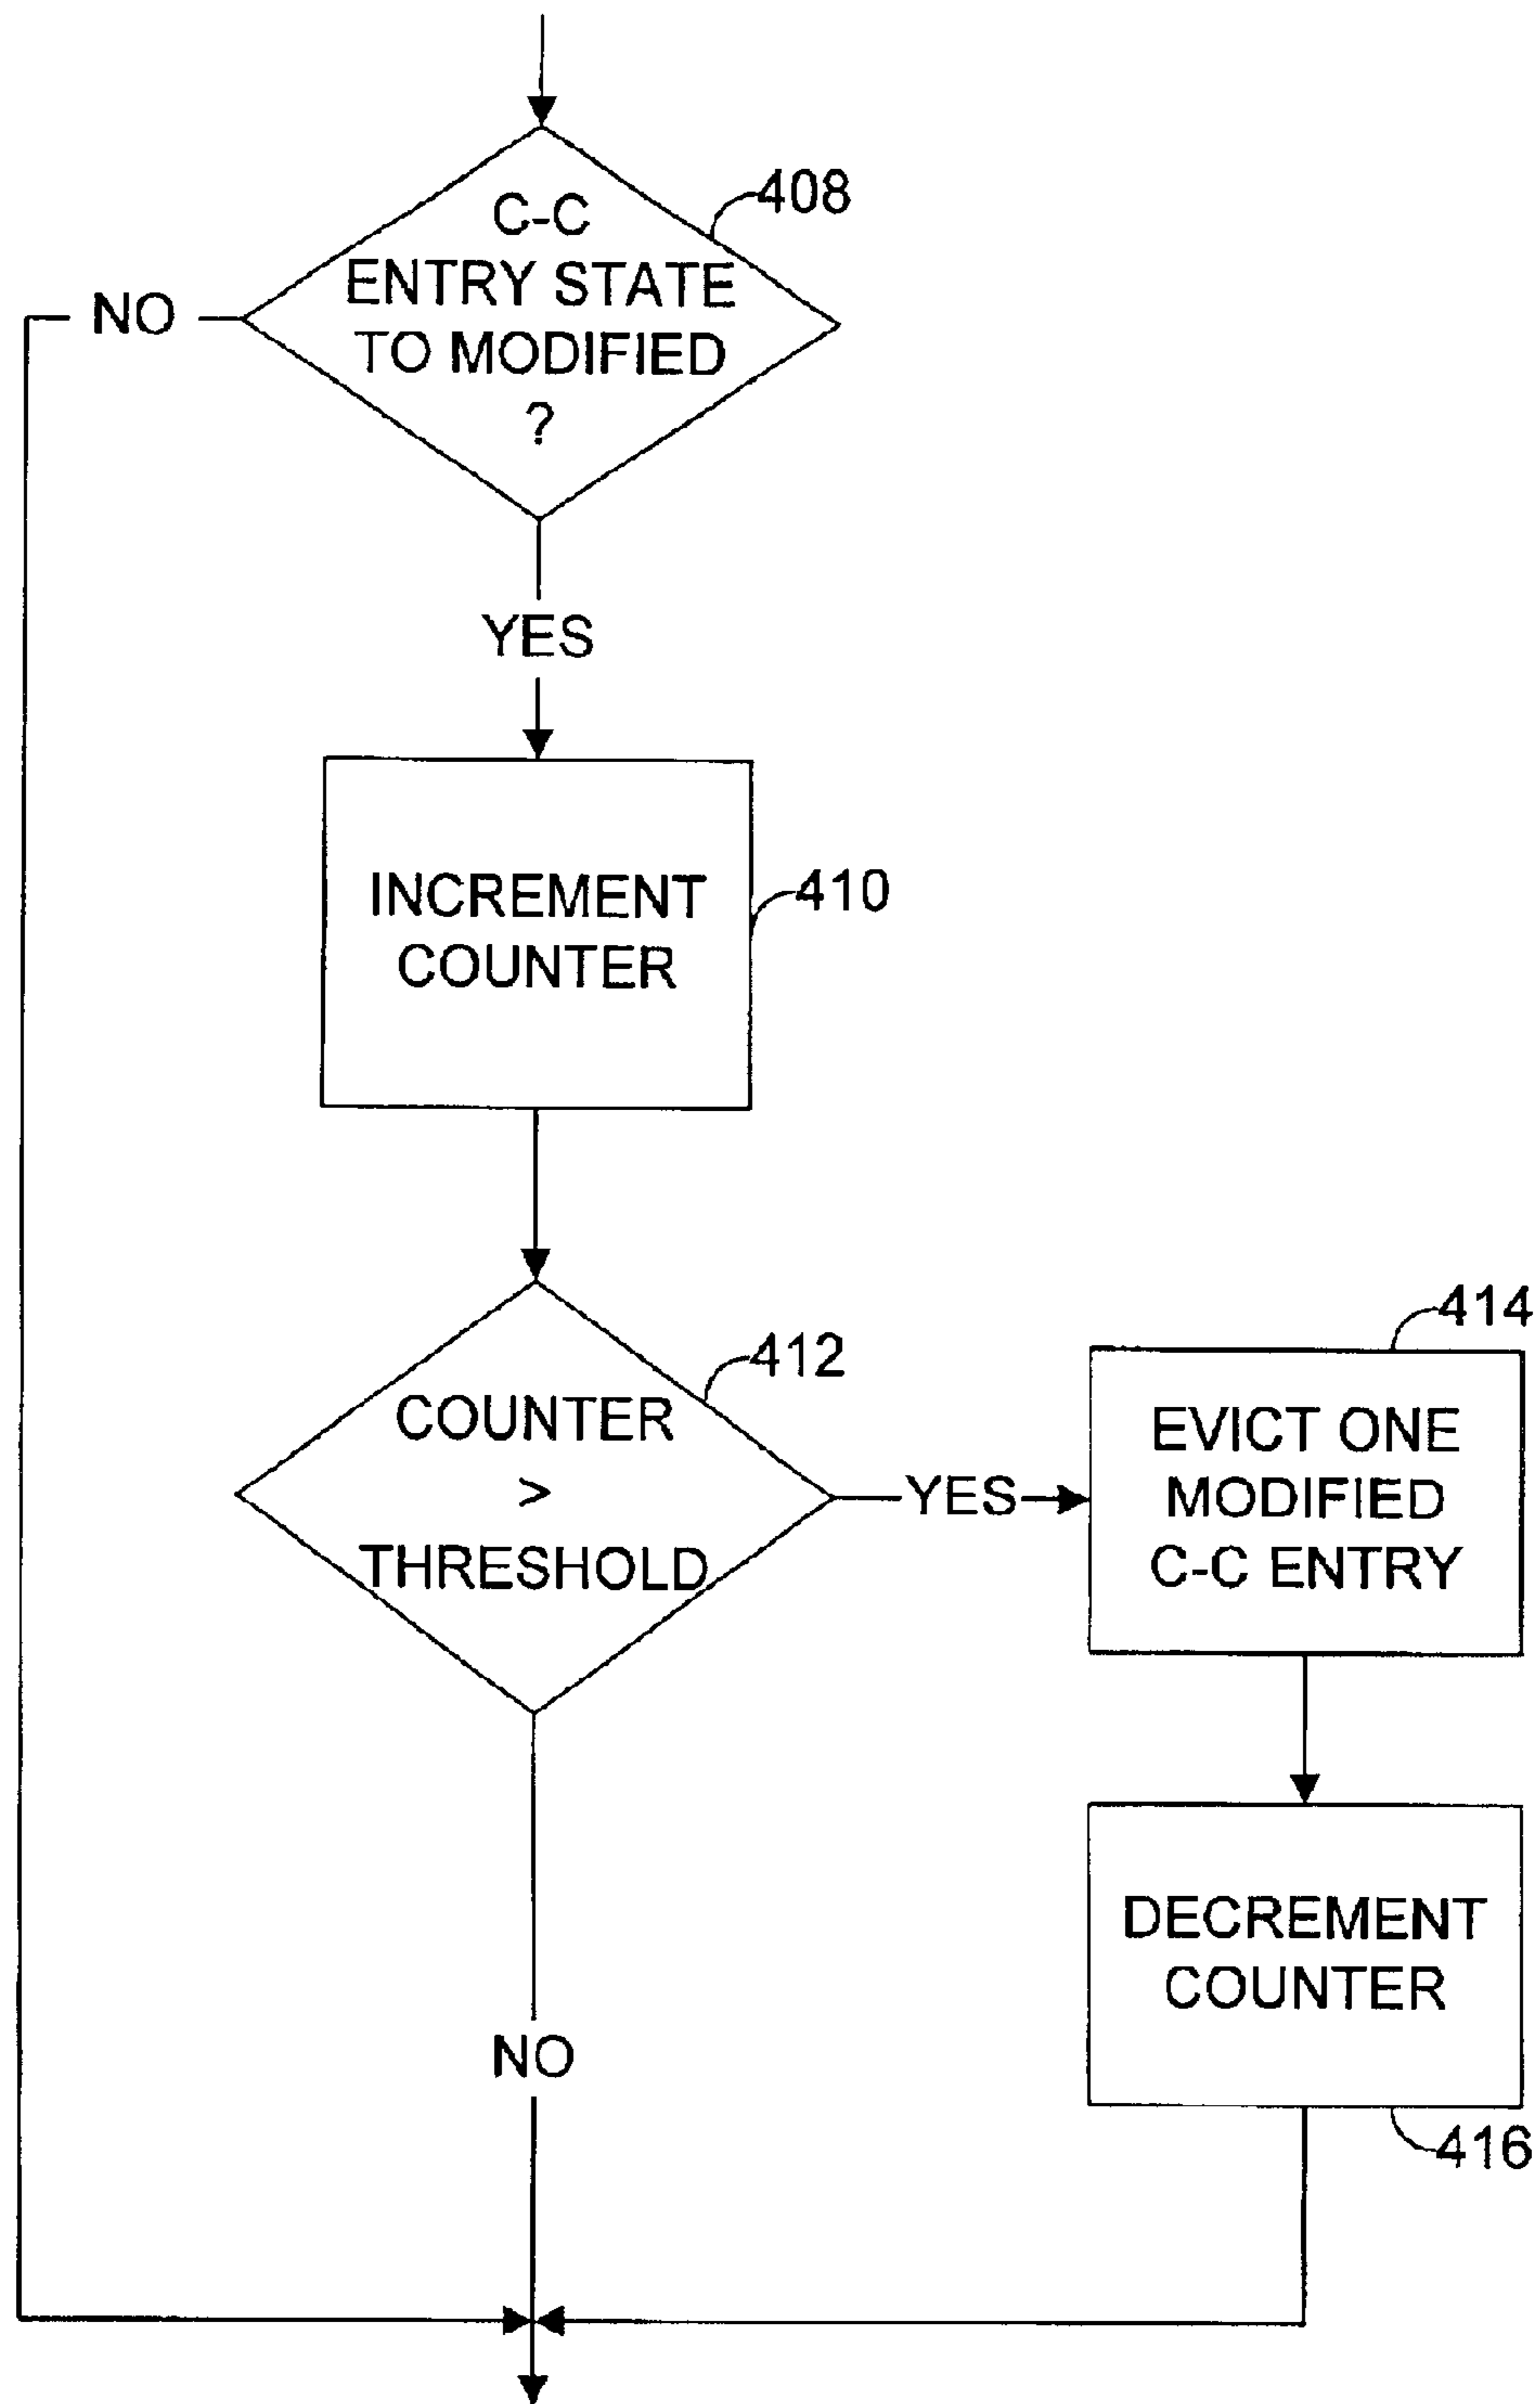 C-C
ENTRY STATE
TO MODIFIED
?
408
NO
YES
INCREMENT
COUNTER
410
COUNTER
>
THRESHOLD
412
YES
EVICT ONE
MODIFIED
C-C ENTRY
414
DECREMENT
COUNTER
416
NO